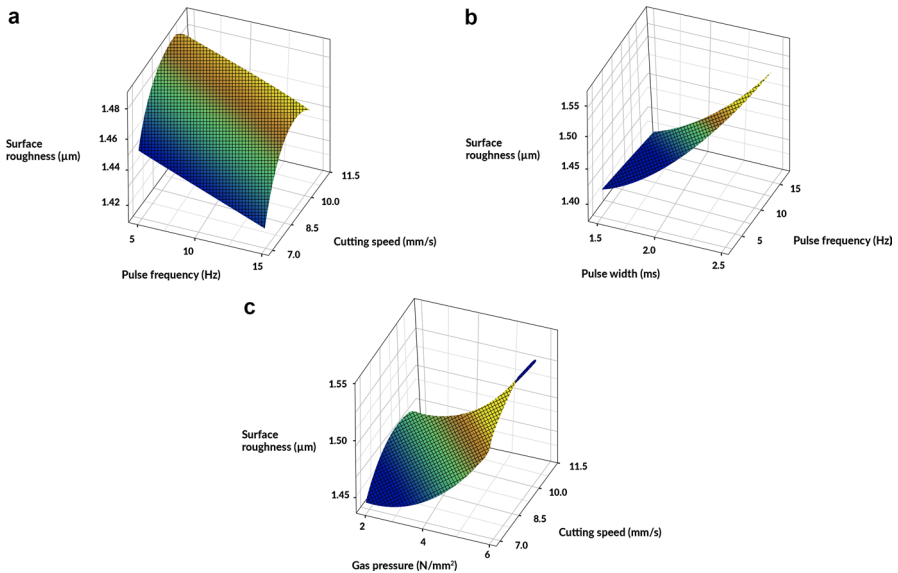 a
1.48
1.46
1.44
1.42
Surface
roughness (μm)
5
10
15
Pulse frequency (Hz)
7.0
8.5
10.0
11.5
Cutting speed (mm/s)
b
1.55
1.50
1.45
1.40
Surface
roughness (μm)
1.5
2.0
2.5
Pulse width (ms)
5
10
15
Pulse frequency (Hz)
c
1.55
1.50
1.45
Surface
roughness (μm)
2
4
6
Gas pressure (N/mm²)
7.0
8.5
10.0
11.5
Cutting speed (mm/s)